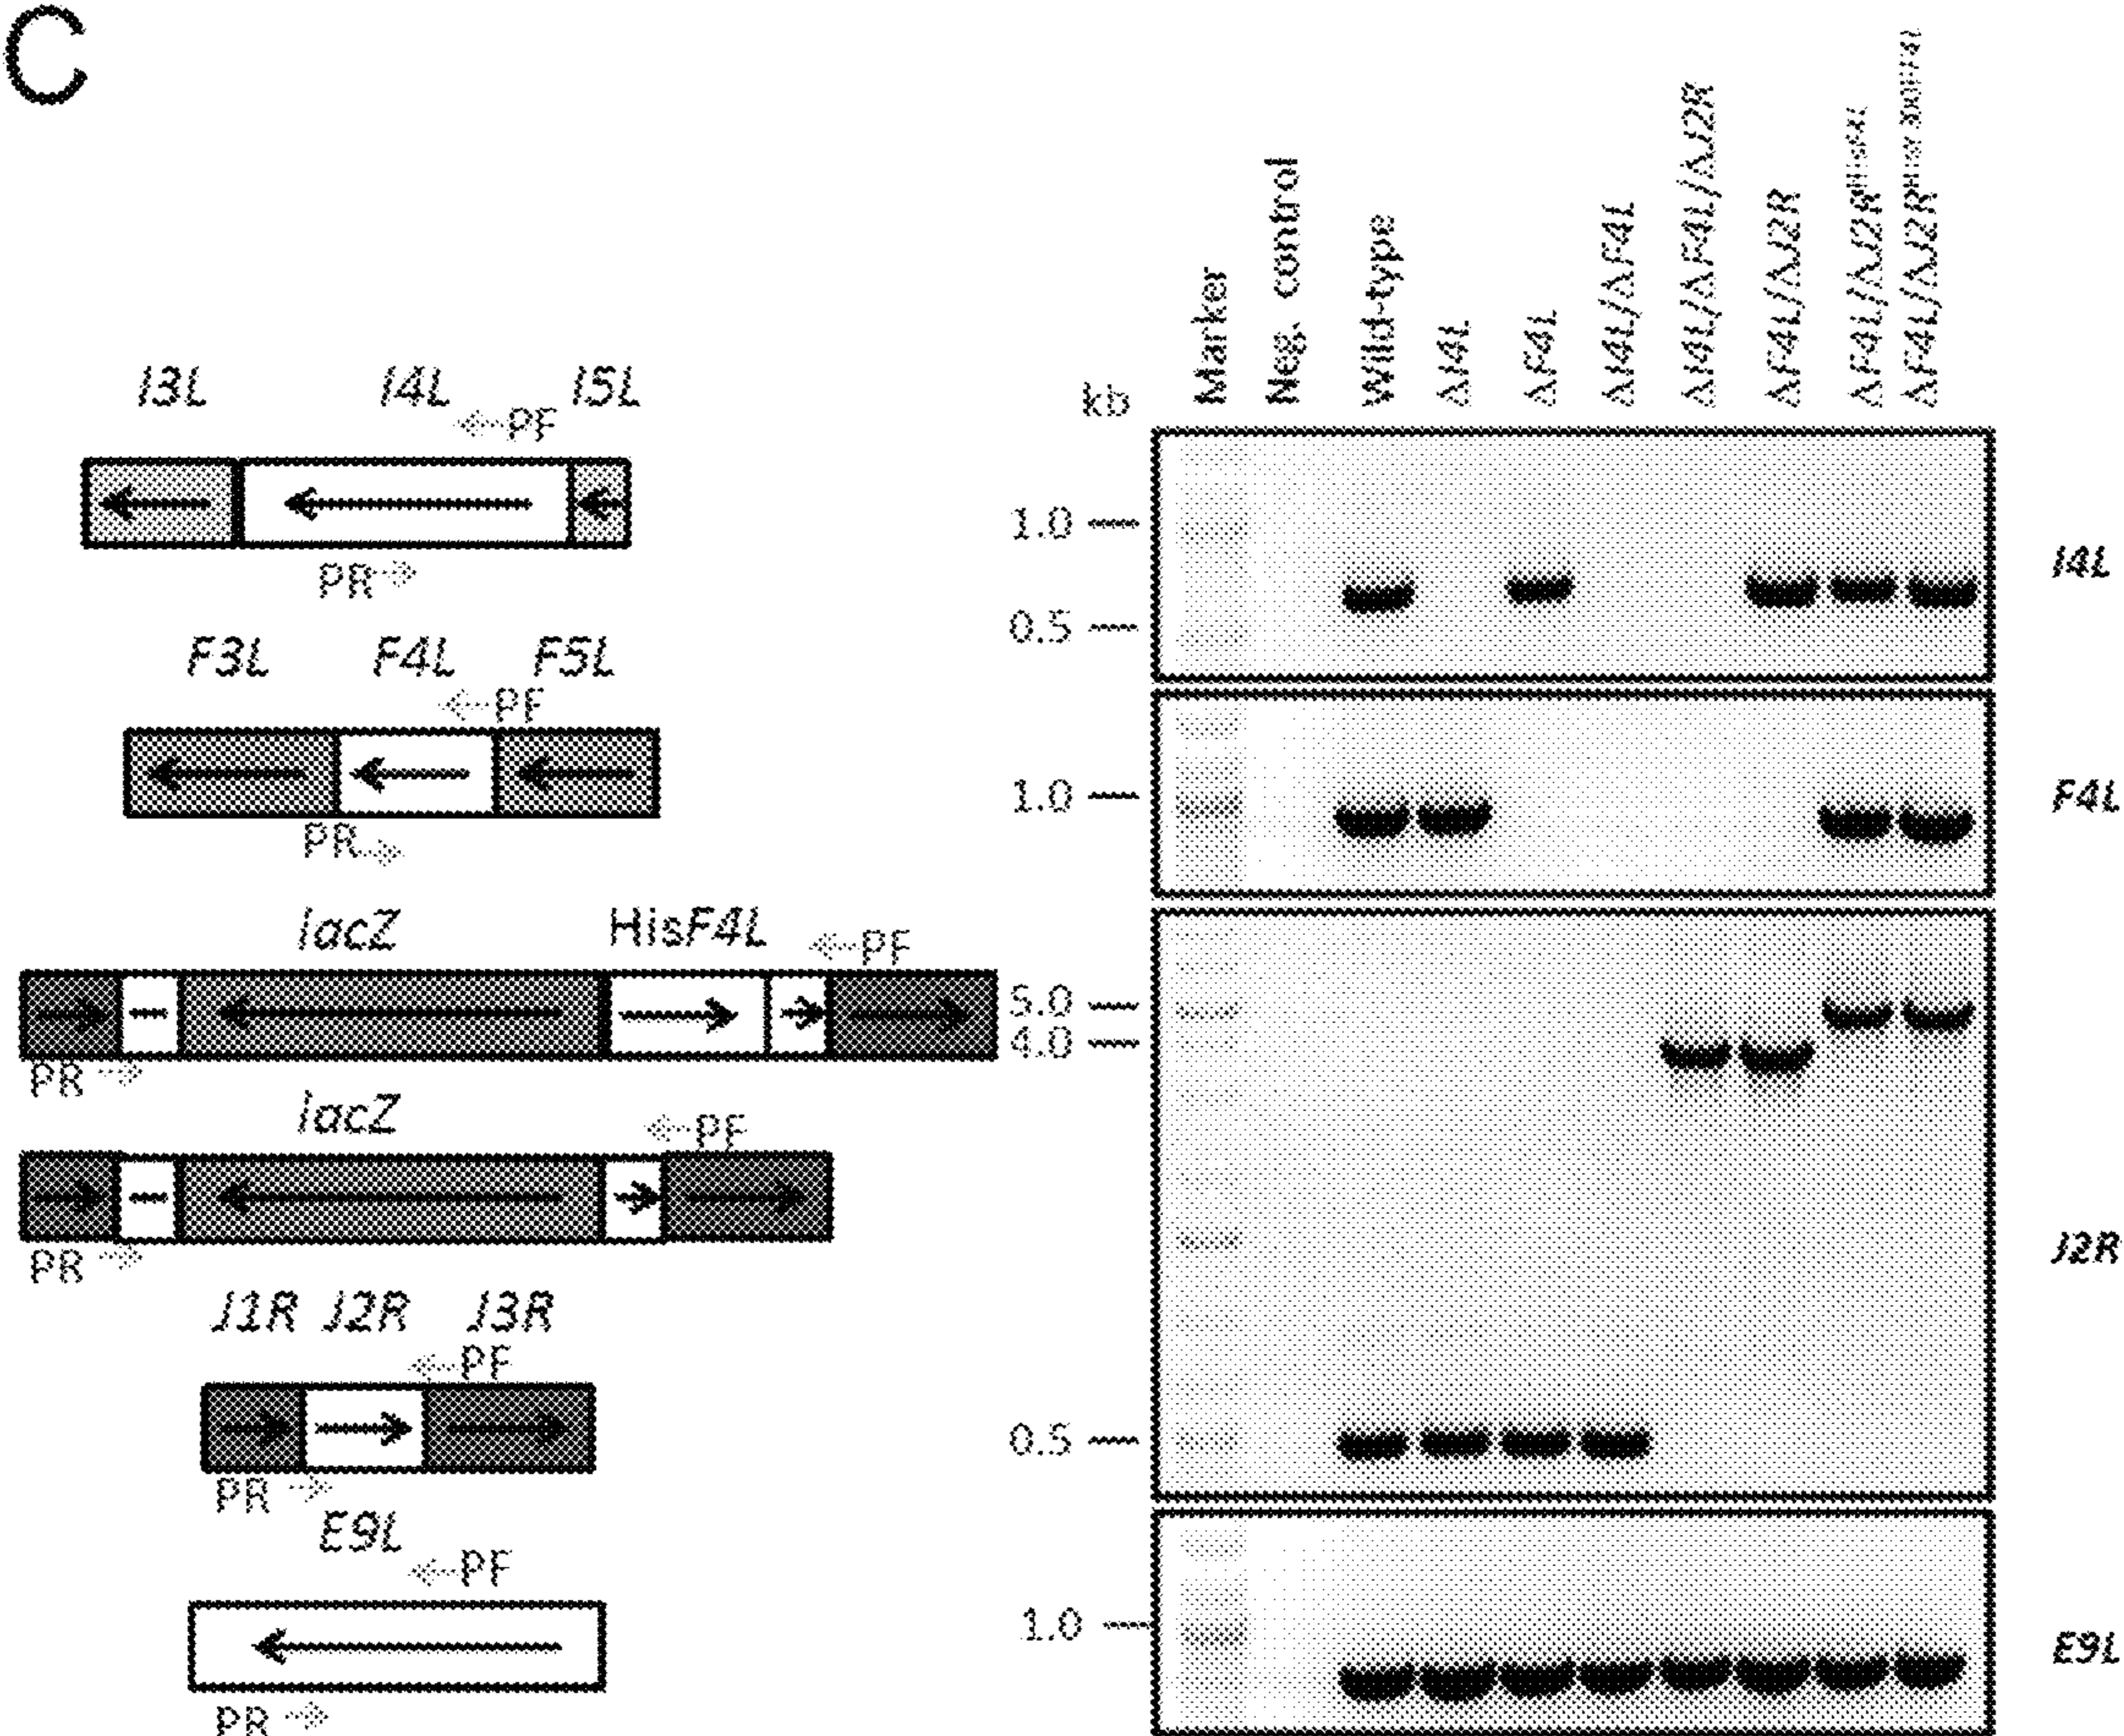 C
I3L I4L I5L
PF
PR
F3L F4L F5L
PF
PR
lacZ HisF4L
PF
PR
lacZ
PF
PR
J1R J2R J3R
PF
PR
E9L
PF
PR
kb
Marker
Neg. control
Wild-type
ΔI4L
ΔF4L
ΔI4L/ΔF4L
ΔI4L/ΔF4L/ΔJ2R
ΔF4L/ΔJ2R
ΔF4L/ΔJ2R HisF4L
ΔF4L/ΔJ2R
1.0
0.5
I4L
1.0
F4L
5.0
4.0
0.5
J2R
1.0
E9L